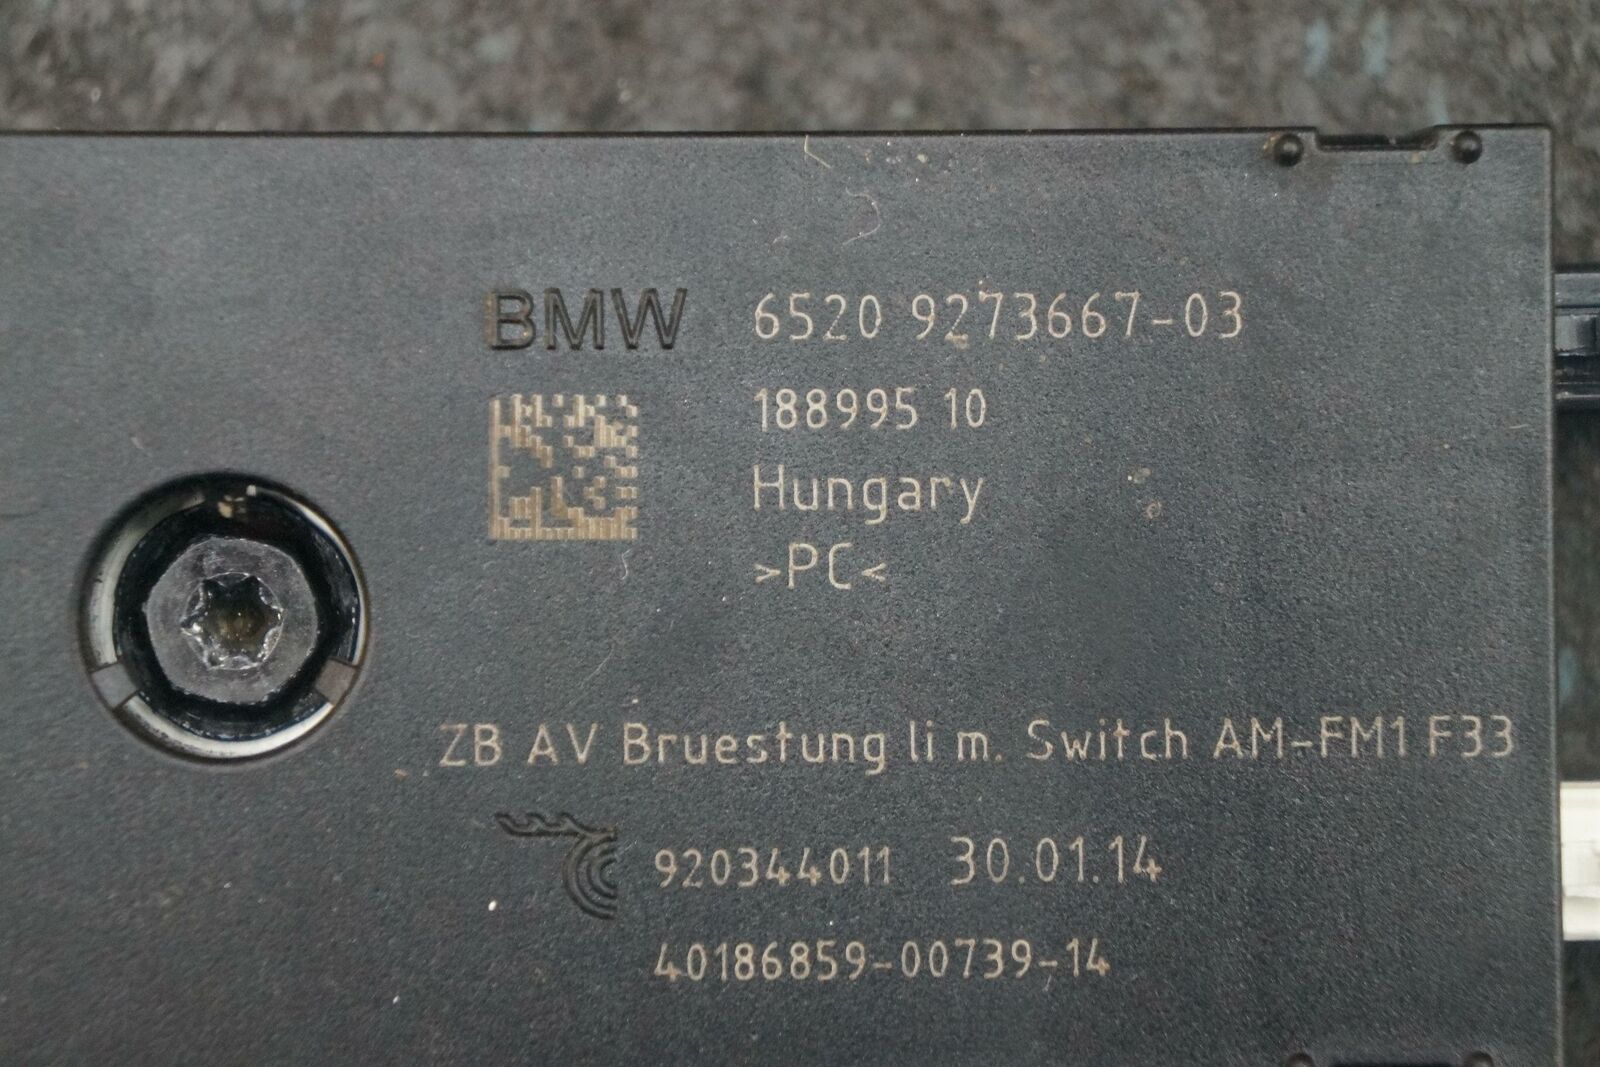 BMW 6520 9273667-03
188995 10
Hungary
>PC<
ZB AV Bruestung li m. Switch AM-FM1 F33
920344011 30.01.14
40186859-00739-14